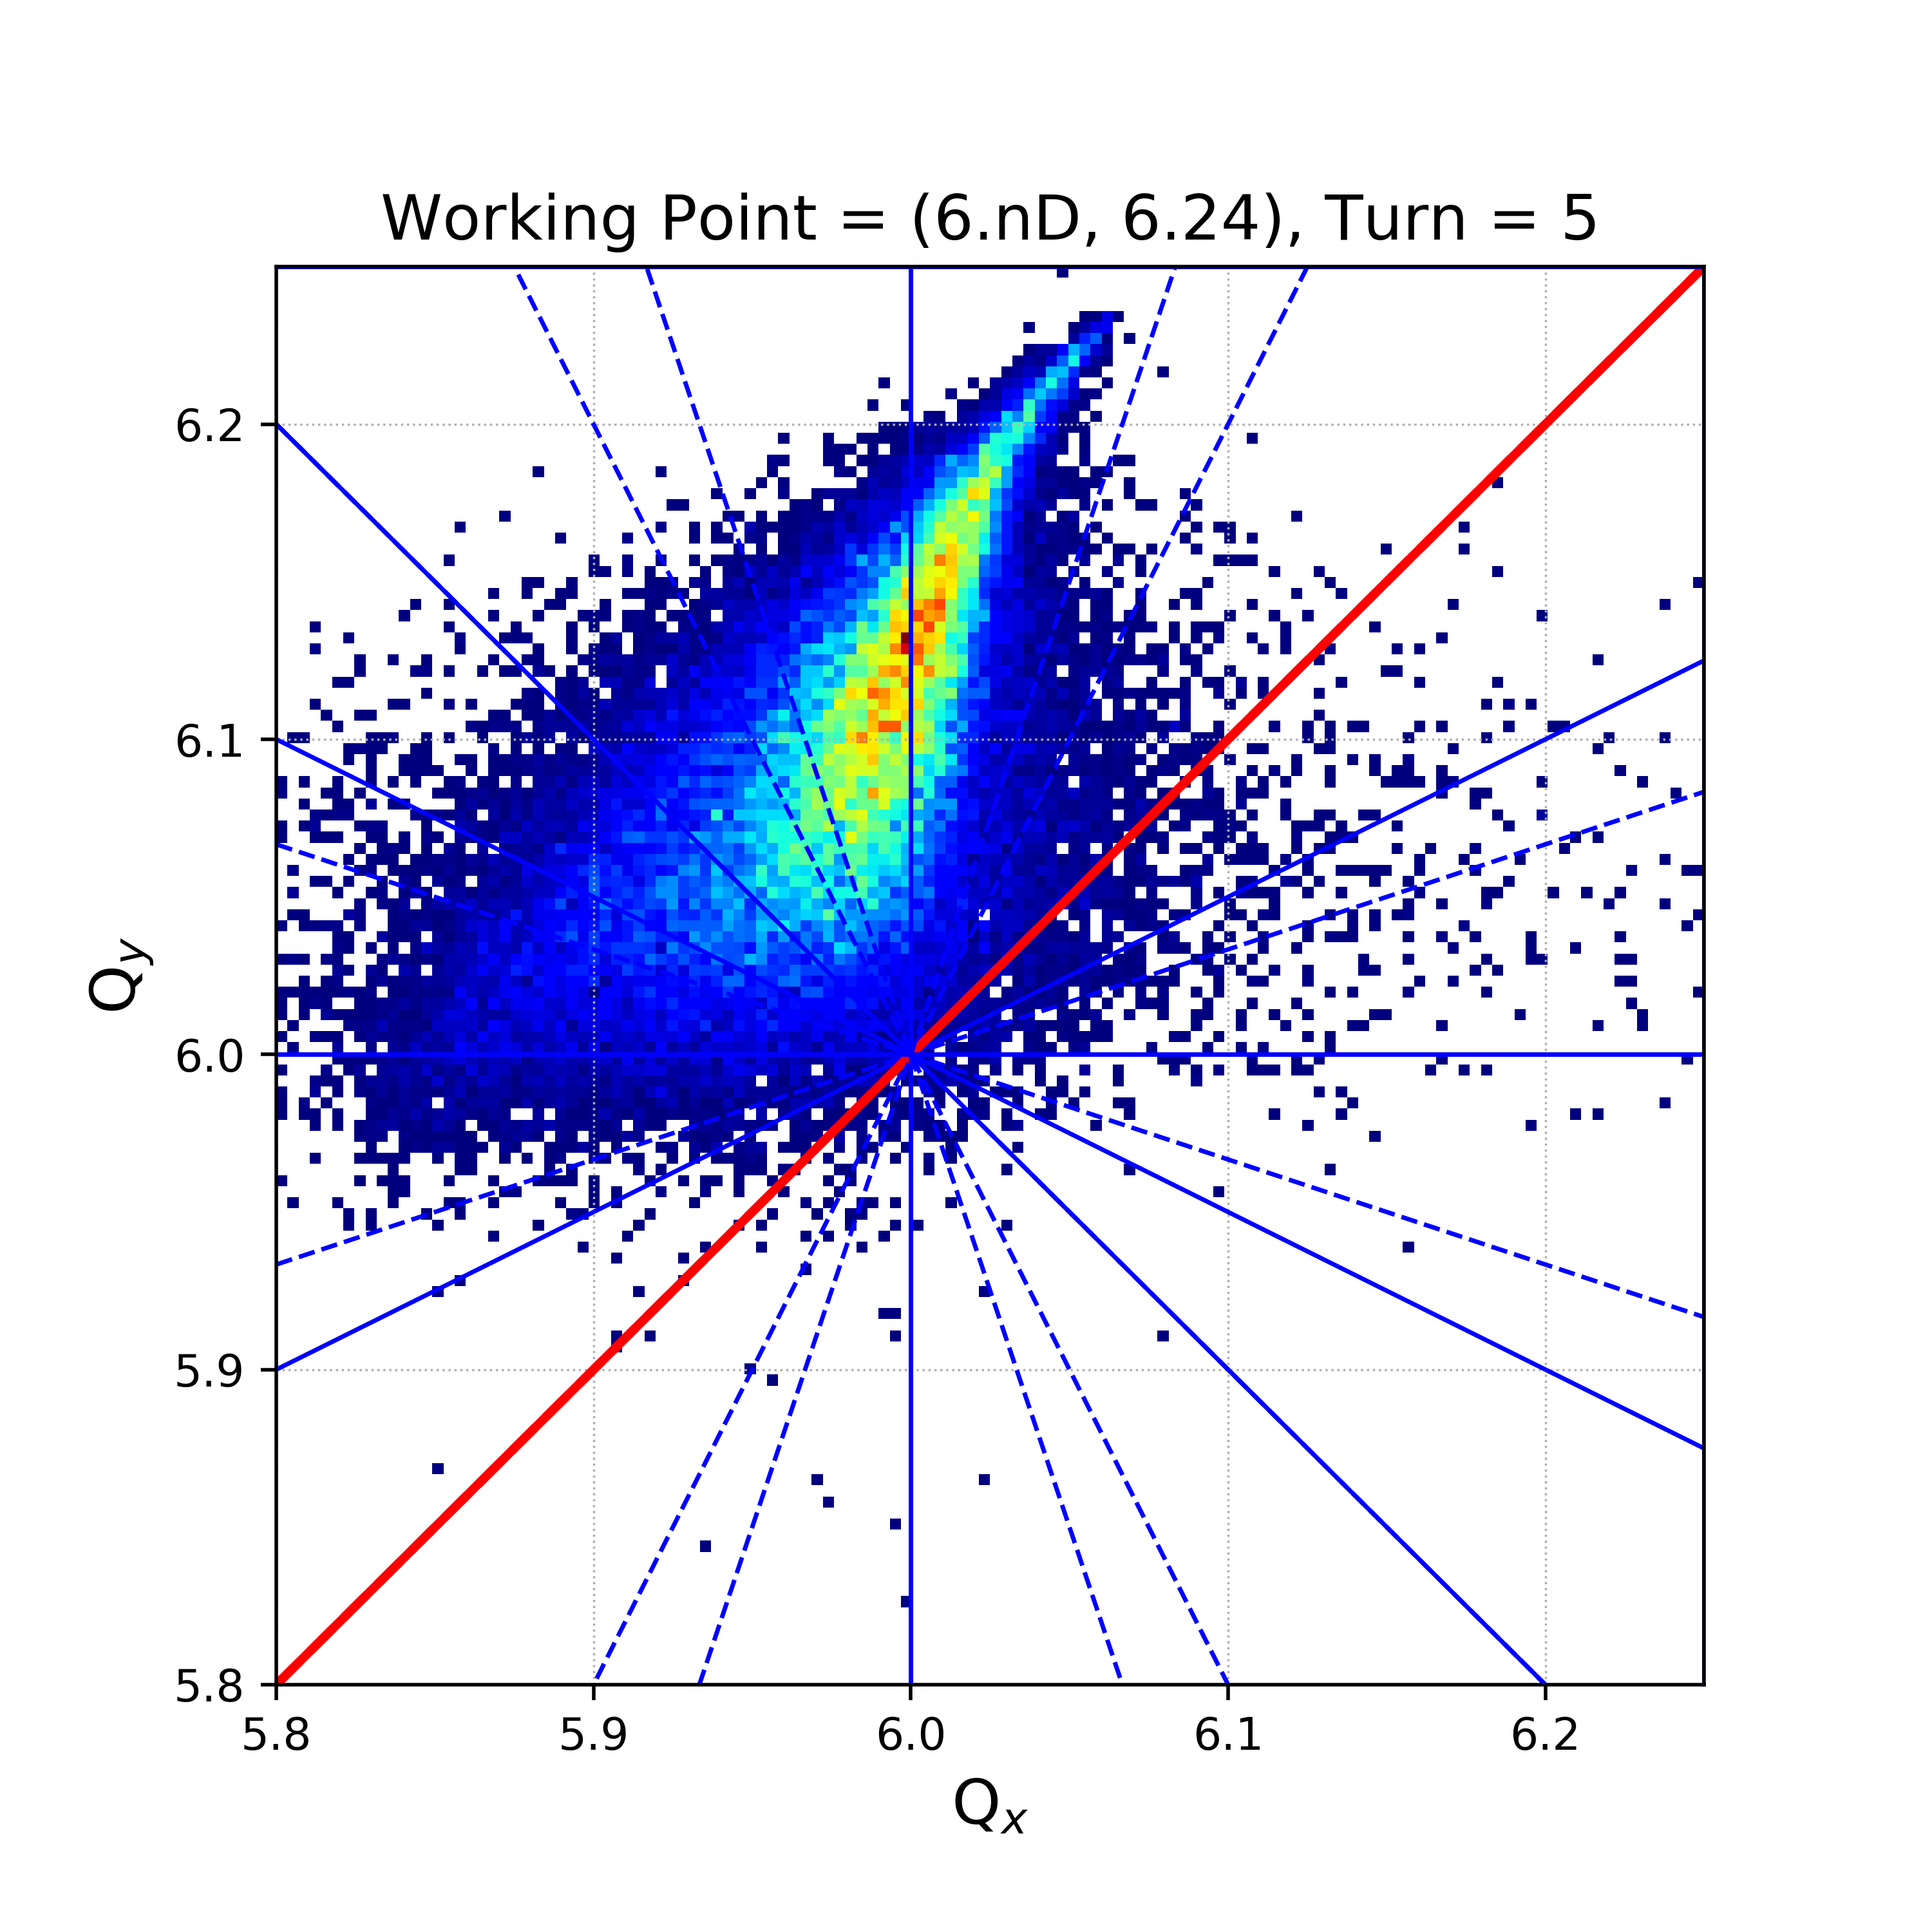 Working Point = (6.nD, 6.24), Turn = 5
6.2
6.1
6.0
5.9
5.8
Qy
5.8 5.9 6.0 6.1 6.2
Qx